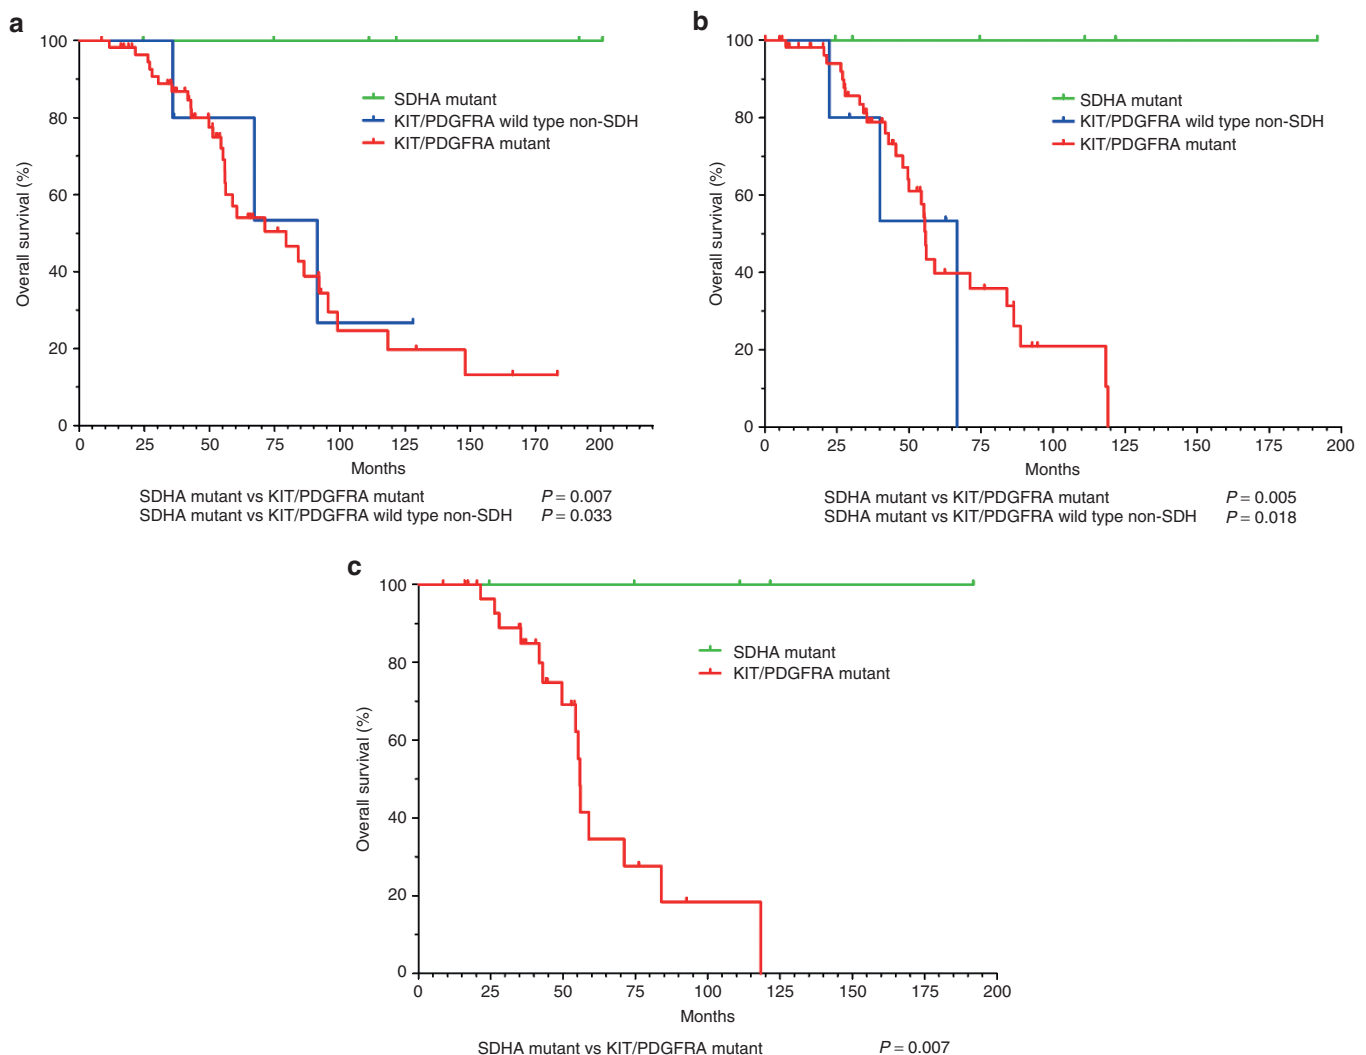 a
100
80
60
40
20
0
Overall survival (%)
SDHA mutant
KIT/PDGFRA wild type non-SDH
KIT/PDGFRA mutant
0 25 50 75 100 125 150 170 200
Months
SDHA mutant vs KIT/PDGFRA mutant P = 0.007
SDHA mutant vs KIT/PDGFRA wild type non-SDH P = 0.033
b
100
80
60
40
20
0
Overall survival (%)
SDHA mutant
KIT/PDGFRA wild type non-SDH
KIT/PDGFRA mutant
0 25 50 75 100 125 150 175 200
Months
SDHA mutant vs KIT/PDGFRA mutant P = 0.005
SDHA mutant vs KIT/PDGFRA wild type non-SDH P = 0.018
c
100
80
60
40
20
0
Overall survival (%)
SDHA mutant
KIT/PDGFRA mutant
0 25 50 75 100 125 150 175 200
Months
SDHA mutant vs KIT/PDGFRA mutant P = 0.007